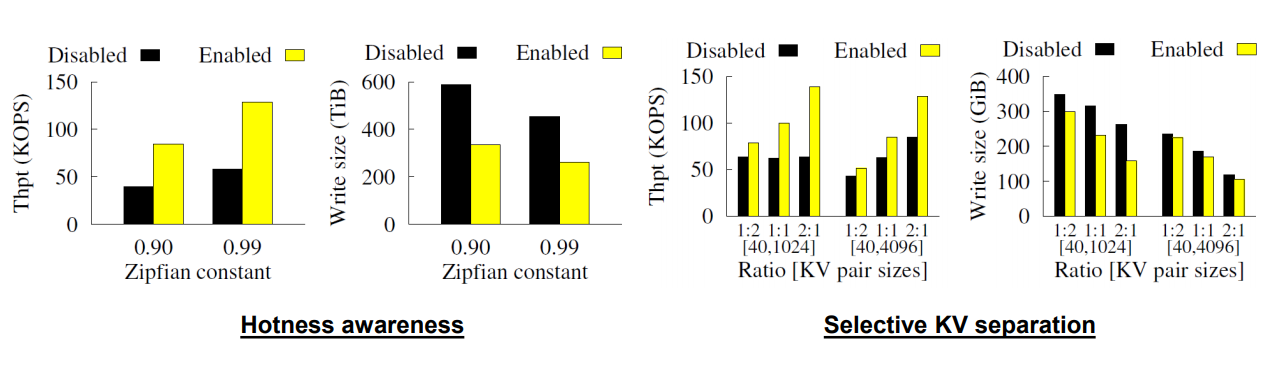 Disabled Enabled
150
100
50
0
Thpt (KOPS)
0.90 0.99
Zipfian constant
Disabled Enabled
600
400
200
0
Write size (TiB)
0.90 0.99
Zipfian constant
Hotness awareness
Disabled Enabled
150
100
50
0
Thpt (KOPS)
1:2 1:1 2:1 1:2 1:1 2:1
[40,1024] [40,4096]
Ratio [KV pair sizes]
Disabled Enabled
400
300
200
100
0
Write size (GiB)
1:2 1:1 2:1 1:2 1:1 2:1
[40,1024] [40,4096]
Ratio [KV pair sizes]
Selective KV separation